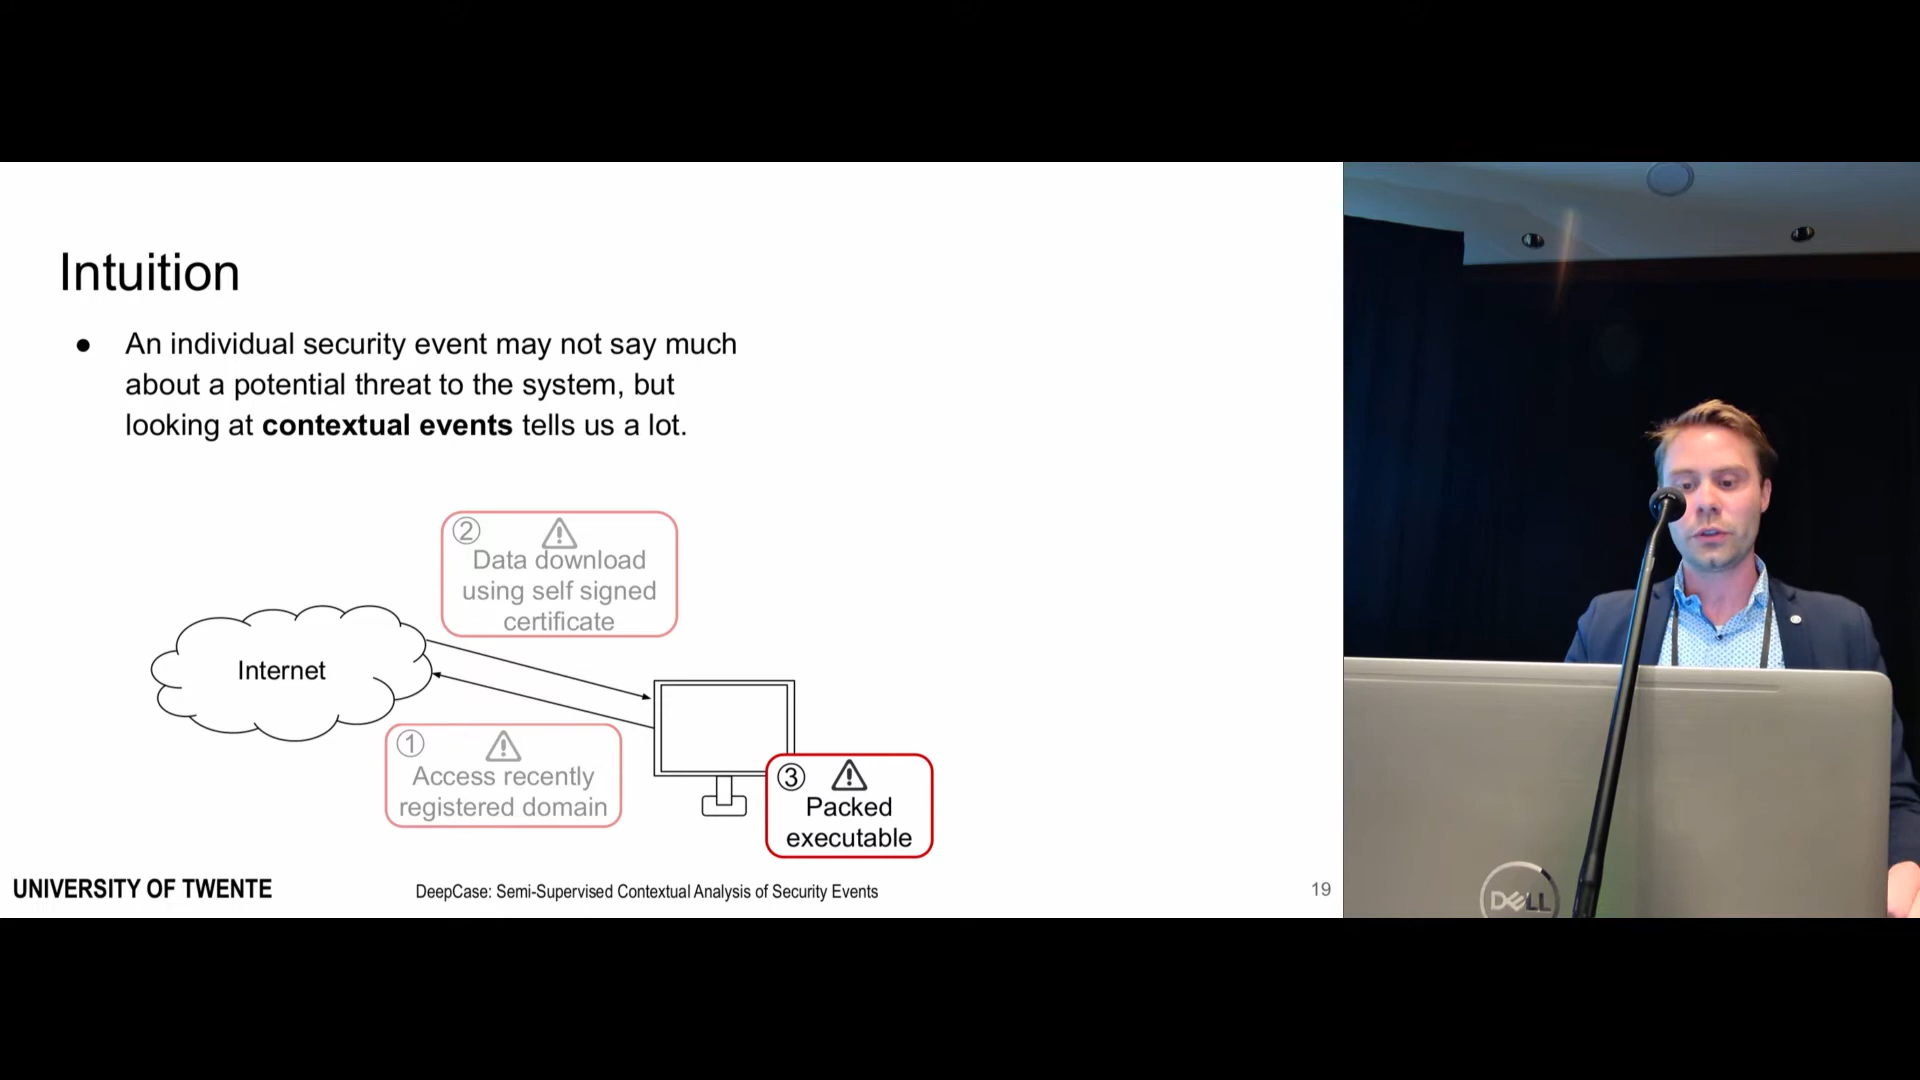 Intuition
● An individual security event may not say much
about a potential threat to the system, but
looking at contextual events tells us a lot.
②
Data download
using self signed
certificate
Internet
①
Access recently
registered domain
③
Packed
executable
UNIVERSITY OF TWENTE
DeepCase: Semi-Supervised Contextual Analysis of Security Events
19
DELL